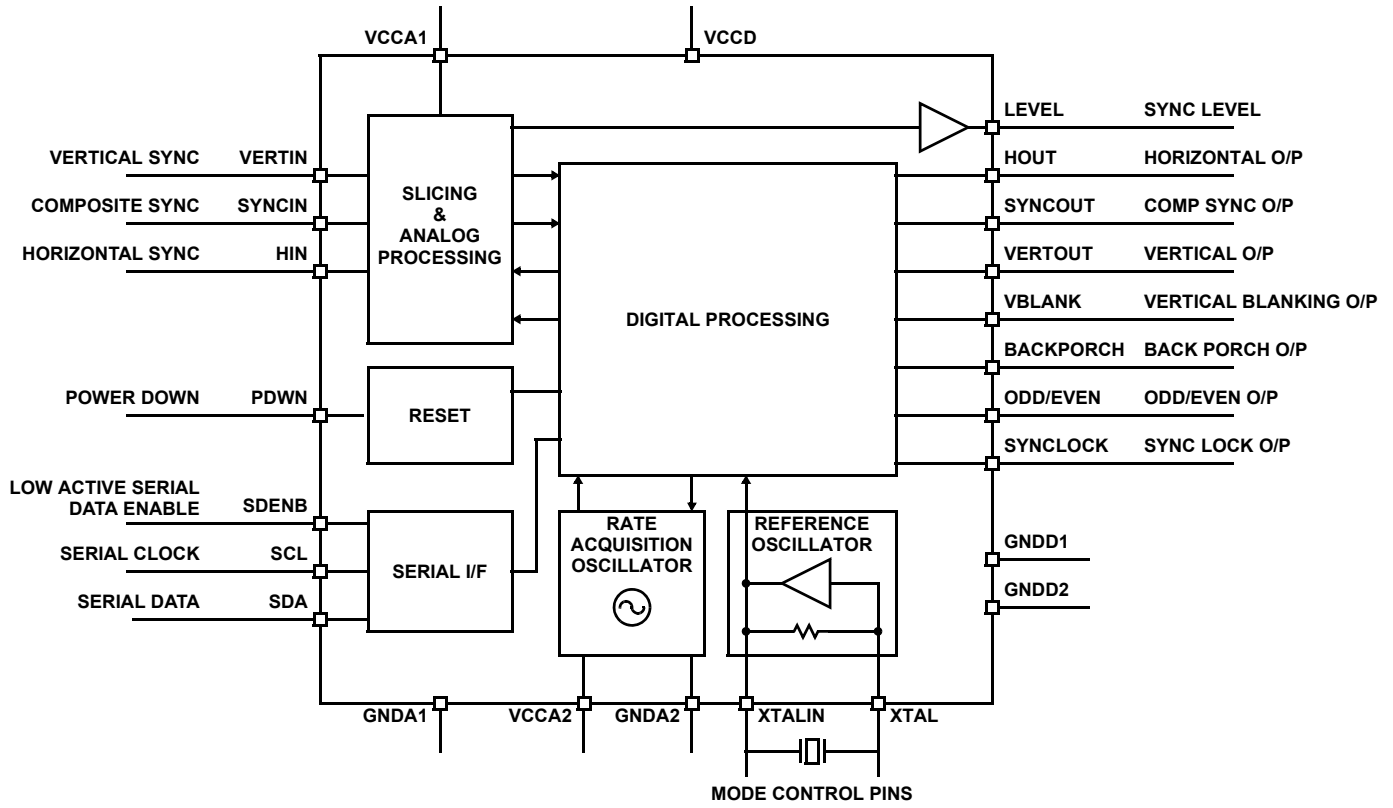 VCCA1
VCCD
VERTICAL SYNC VERTIN
COMPOSITE SYNC SYNCIN
HORIZONTAL SYNC HIN
POWER DOWN PDWN
LOW ACTIVE SERIAL
DATA ENABLE SDENB
SERIAL CLOCK SCL
SERIAL DATA SDA
SLICING
&
ANALOG
PROCESSING
RESET
SERIAL I/F
DIGITAL PROCESSING
RATE
ACQUISITION
OSCILLATOR
REFERENCE
OSCILLATOR
LEVEL SYNC LEVEL
HOUT HORIZONTAL O/P
SYNCOUT COMP SYNC O/P
VERTOUT VERTICAL O/P
VBLANK VERTICAL BLANKING O/P
BACKPORCH BACK PORCH O/P
ODD/EVEN ODD/EVEN O/P
SYNCLOCK SYNC LOCK O/P
GNDD1
GNDD2
GNDA1
VCCA2
GNDA2
XTALIN
XTAL
MODE CONTROL PINS